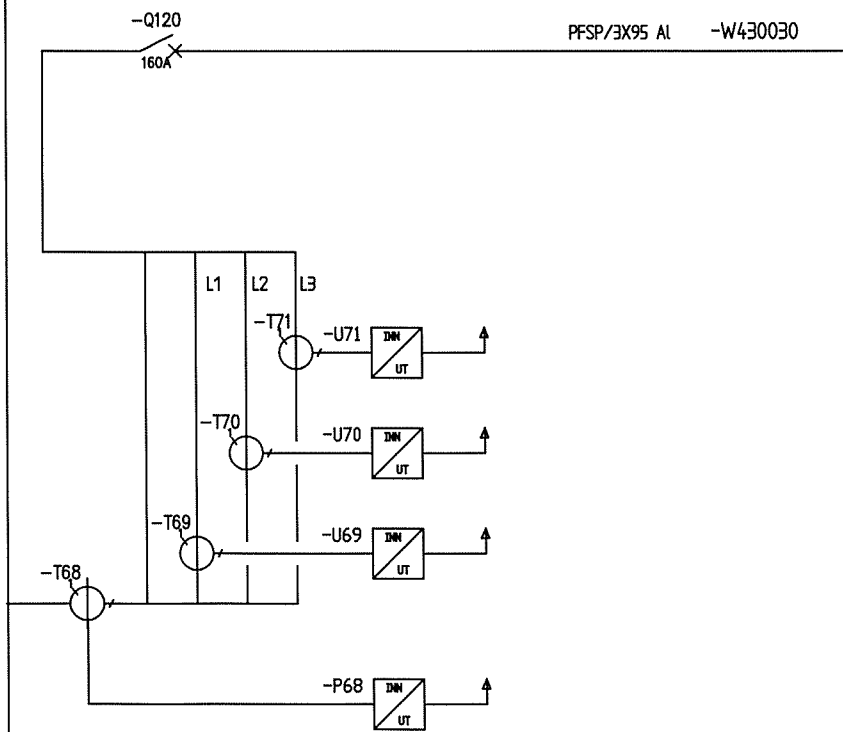 -Q120
PFSP/3X95 Al -W430030
160A
L1 L2 L3
-T71
-U71
INN
UT
-T70
-U70
INN
UT
-T69
-U69
INN
UT
-T68
-P68
INN
UT